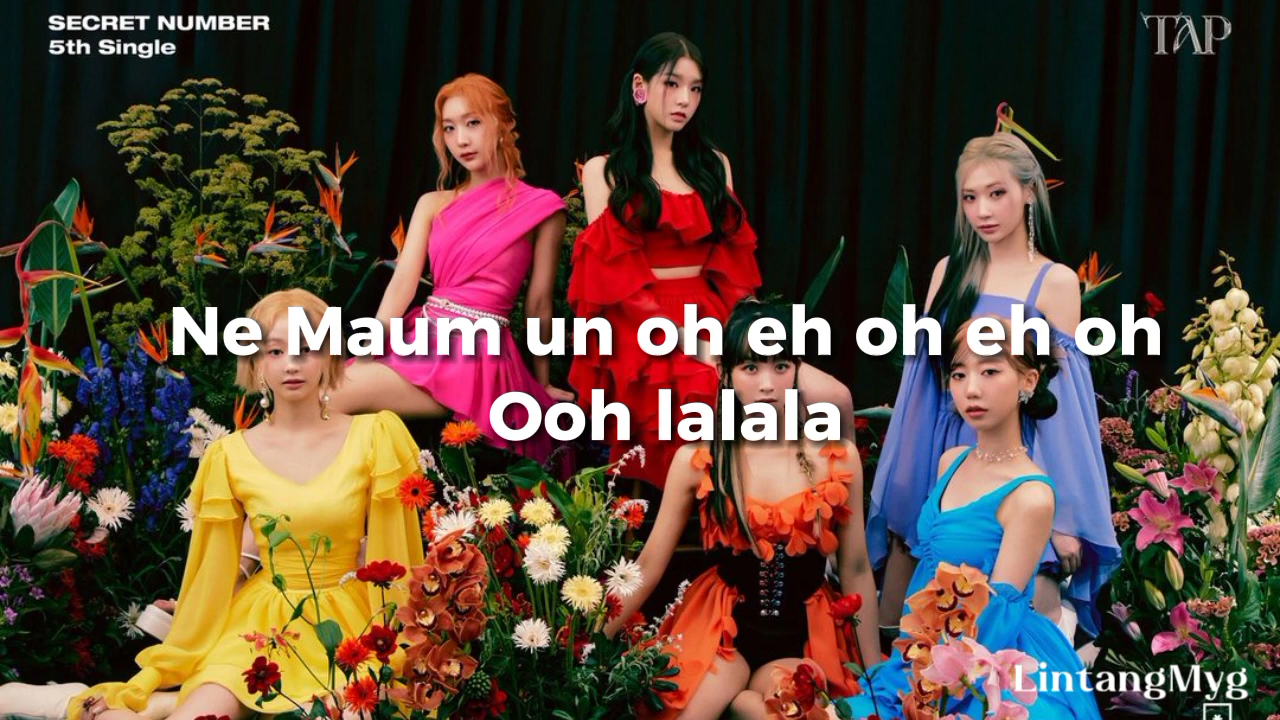 SECRET NUMBER
5th Single
TAP
Ne Maum un oh eh oh eh oh
Ooh lalala
LintangMyg